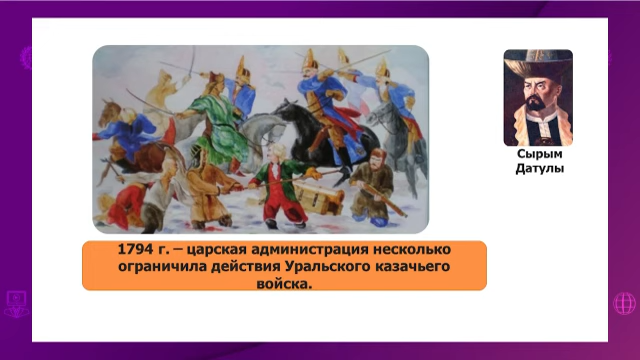 Сырым
Датулы
1794 г. – царская администрация несколько
ограничила действия Уральского казачьего
войска.